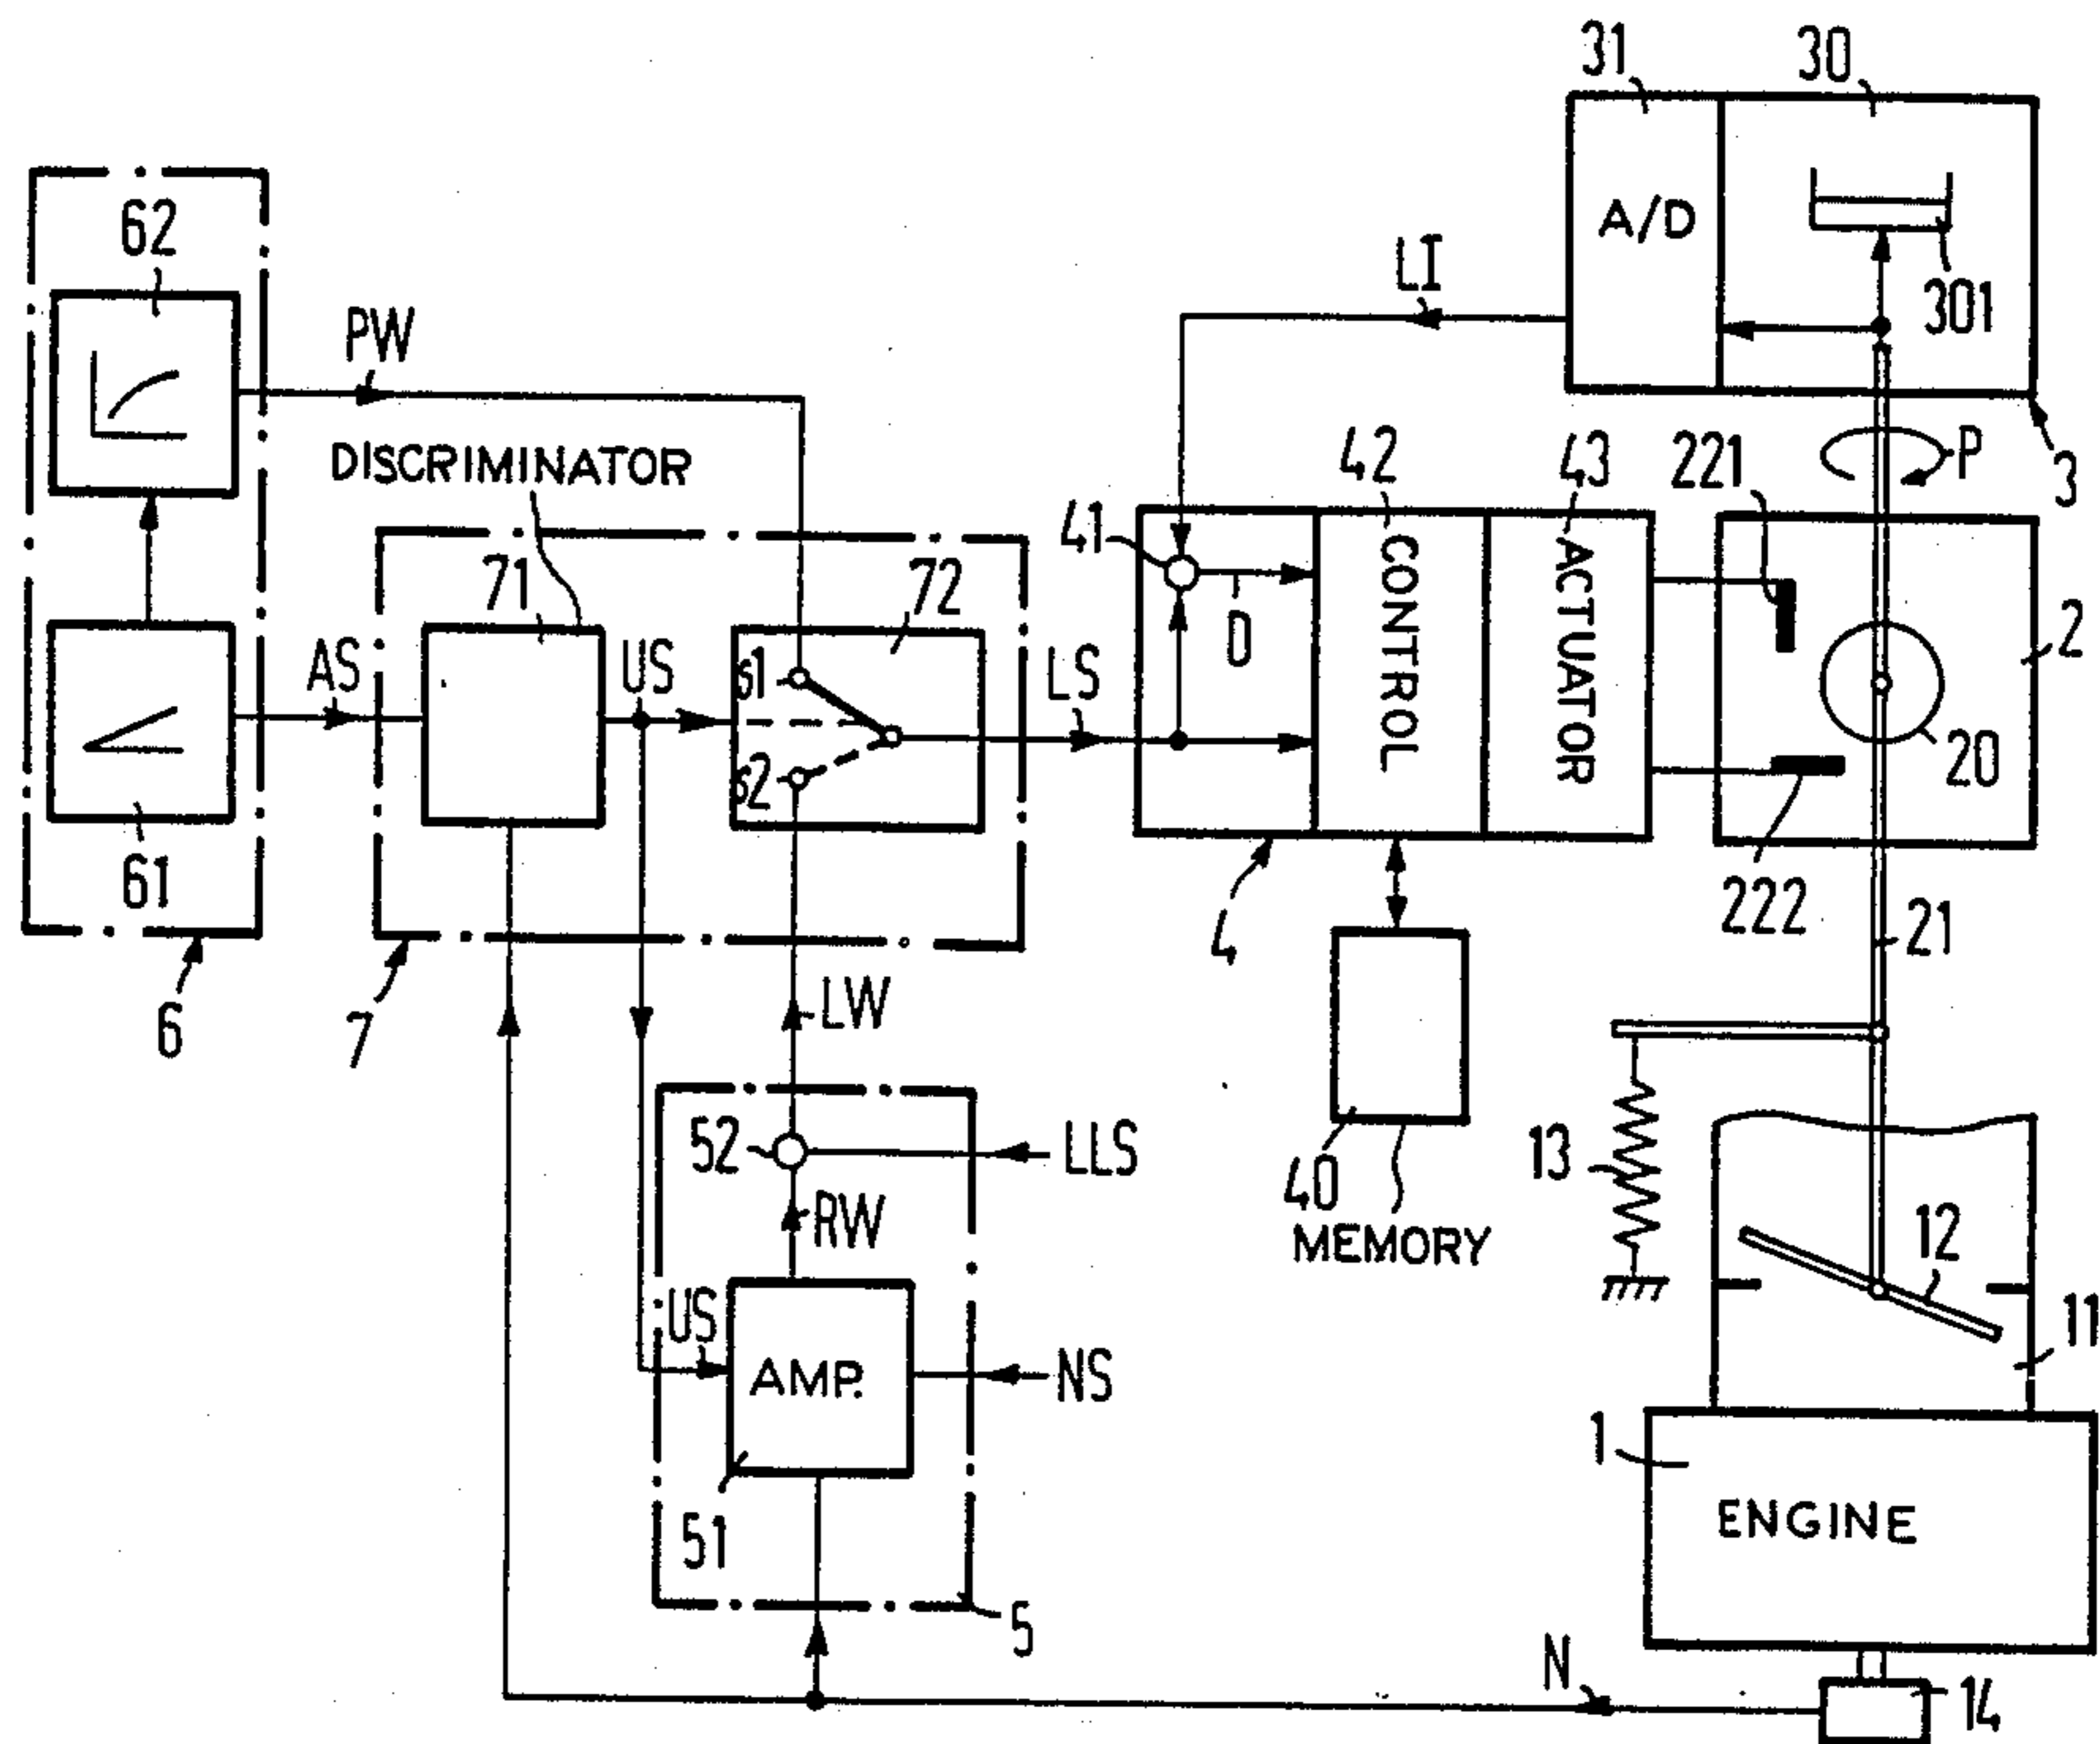 31
30
62
A/D
LI
301
PW
DISCRIMINATOR
42
43
221
P
3
41
71
72
CONTROL
ACTUATOR
2
AS
US
s1
LS
D
s2
20
61
222
4
21
6
7
LW
52
LLS
13
40
RW
MEMORY
12
US
11
AMP.
NS
1
51
ENGINE
5
N
14